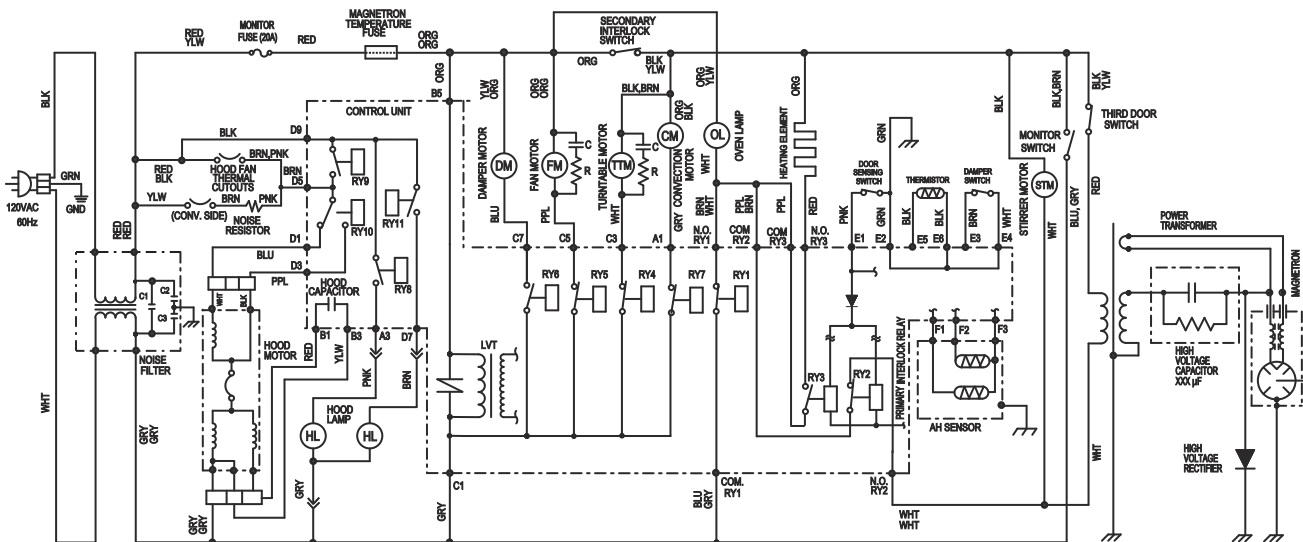 RED
YLW
MONITOR
FUSE (20A)
RED
MAGNETRON
TEMPERATURE
FUSE
ORG
ORG
SECONDARY
INTERLOCK
SWITCH
ORG
BLK
YLW
BLK
ORG
B5
CONTROL UNIT
YLW
ORG
ORG
ORG
BLK,BRN
ORG
BLK
ORG
YLW
ORG
BLK
BLK,BRN
BLK
YLW
THIRD DOOR
SWITCH
MONITOR
SWITCH
BLK
D9
RED
BLK
BRN,PNK
HOOD FAN
THERMAL
CUTOUTS
BRN
D5
YLW
BRN
PNK
(CONV. SIDE)
NOISE
RESISTOR
120VAC
60Hz
GRN
GND
RED
RED
D1
BLU
D3
PPL
RY9
RY10
RY11
RY8
DAMPER MOTOR
DM
FAN MOTOR
FM
C
R
TURNTABLE MOTOR
TTM
C
R
CM
CONVECTION
MOTOR
OL
OVEN LAMP
HEATING ELEMENT
DOOR
SENSING
SWITCH
GRN
THERMISTOR
DAMPER
SWITCH
STIRRER MOTOR
STM
BLU
PPL
WHT
GRY
WHT
BRN
WHT
PPL
BRN
PPL
RED
PNK
GRN
BLK
BLK
BRN
WHT
WHT
BLU, GRY
RED
C7
C5
C3
A1
N.O.
RY1
COM
RY2
COM
RY3
N.O.
RY3
E1
E2
E5
E6
E3
E4
POWER
TRANSFORMER
MAGNETRON
C1
C2
C3
NOISE
FILTER
WHT
BLK
HOOD
MOTOR
HOOD
CAPACITOR
B1
B3
A3
D7
RED
YLW
PNK
BRN
HOOD
LAMP
HL
HL
LVT
RY6
RY5
RY4
RY7
RY1
RY3
RY2
PRIMARY INTERLOCK RELAY
F1
F2
F3
AH SENSOR
HIGH
VOLTAGE
CAPACITOR
XXX µF
HIGH
VOLTAGE
RECTIFIER
WHT
WHT
GRY
GRY
GRY
GRY
GRY
C1
GRY
COM.
RY1
BLU
GRY
N.O.
RY2
WHT
WHT